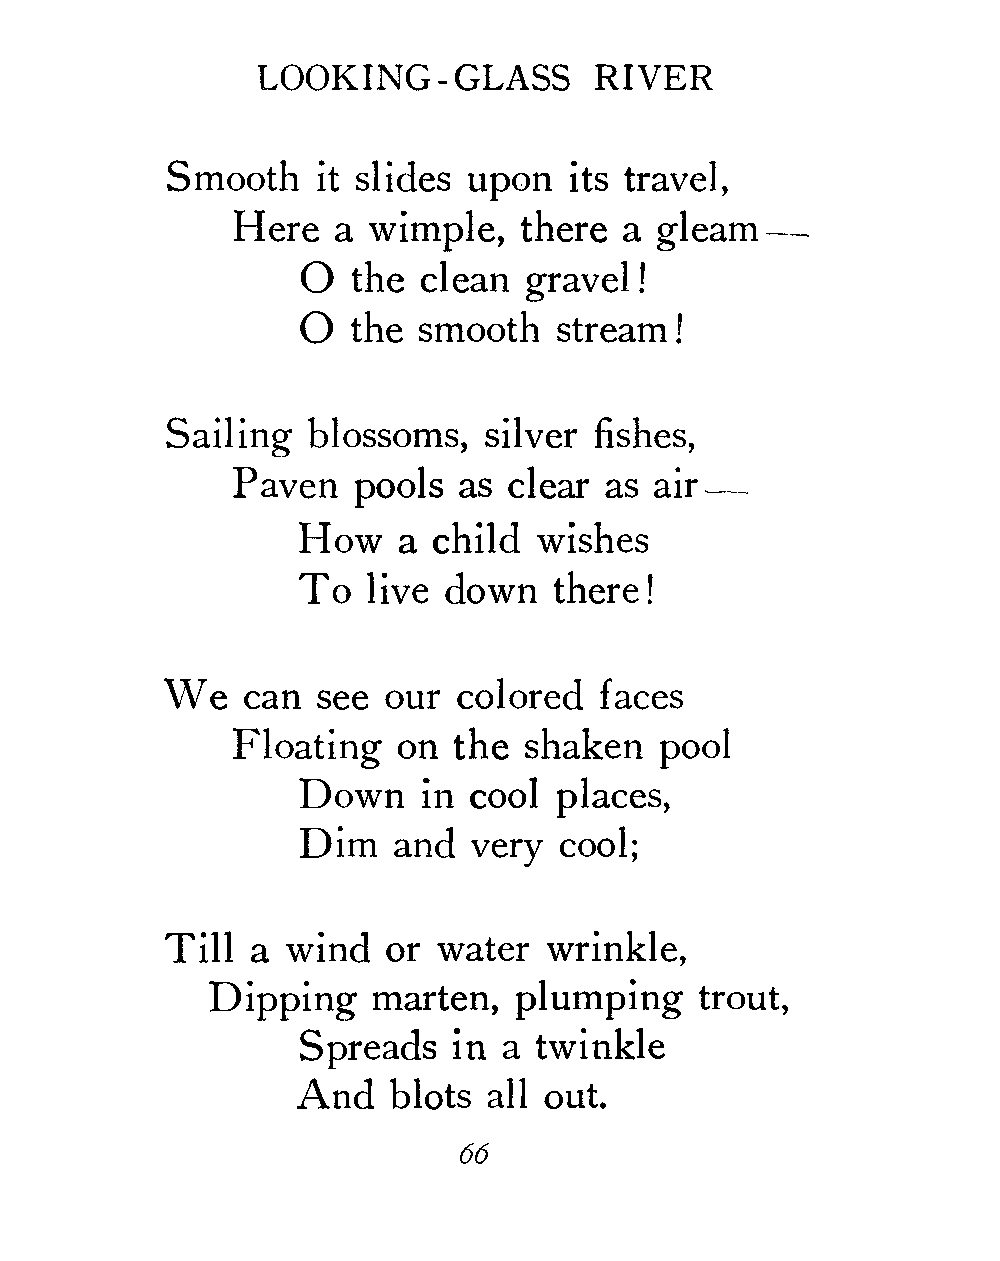 LOOKING-GLASS RIVER
Smooth it slides upon its travel,
Here a wimple, there a gleam—
O the clean gravel!
O the smooth stream!
Sailing blossoms, silver fishes,
Paven pools as clear as air—
How a child wishes
To live down there!
We can see our colored faces
Floating on the shaken pool
Down in cool places,
Dim and very cool;
Till a wind or water wrinkle,
Dipping marten, plumping trout,
Spreads in a twinkle
And blots all out.
66